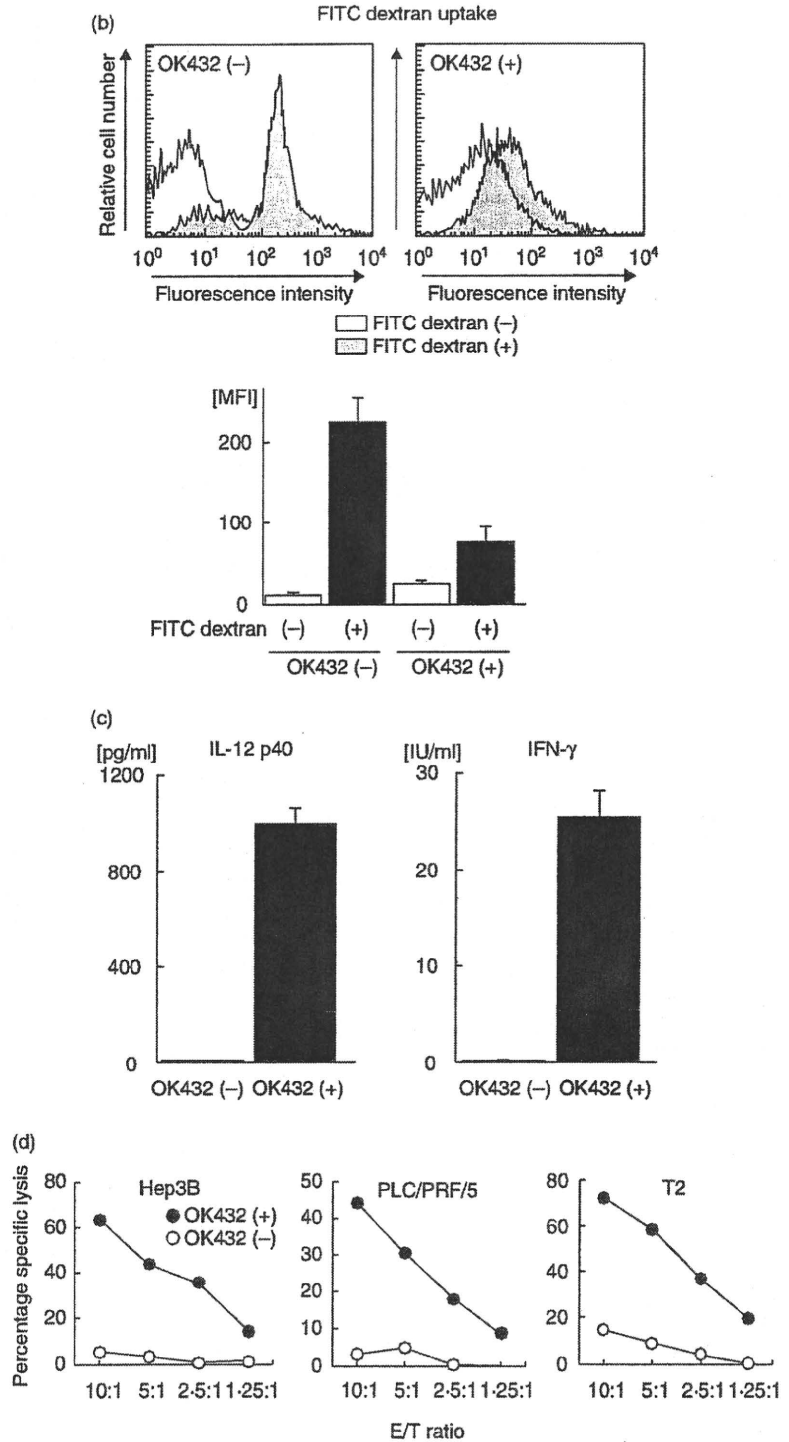 (b)
FITC dextran uptake
OK432 (–)
OK432 (+)
Relative cell number
10⁰ 10¹ 10² 10³ 10⁴
10⁰ 10¹ 10² 10³ 10⁴
Fluorescence intensity
Fluorescence intensity
FITC dextran (–)
FITC dextran (+)
[MFI]
200
100
0
FITC dextran (–) (+) (–) (+)
OK432 (–) OK432 (+)
(c)
[pg/ml] IL-12 p40
1200
800
400
0
OK432 (–) OK432 (+)
[IU/ml] IFN-γ
30
20
10
0
OK432 (–) OK432 (+)
(d)
Percentage specific lysis
80
60
40
20
0
Hep3B
OK432 (+)
OK432 (–)
10:1 5:1 2·5:1 1·25:1
50
40
30
20
10
0
PLC/PRF/5
10:1 5:1 2·5:1 1·25:1
80
60
40
20
0
T2
10:1 5:1 2·5:1 1·25:1
E/T ratio